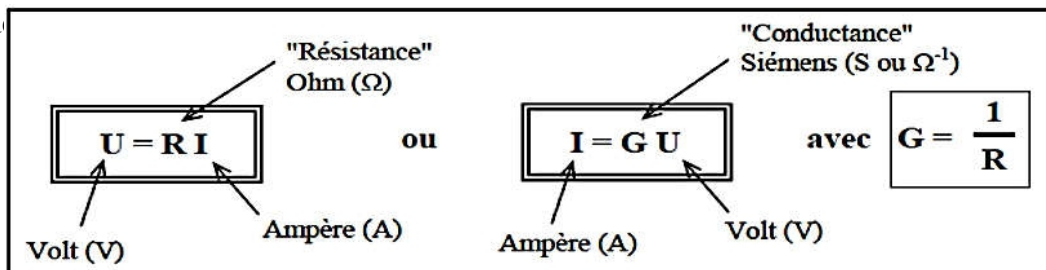 "Résistance"
Ohm (Ω)
"Conductance"
Siémens (S ou Ω⁻¹)
U = R I
ou
I = G U
avec
G = 1/R
Volt (V)
Ampère (A)
Ampère (A)
Volt (V)